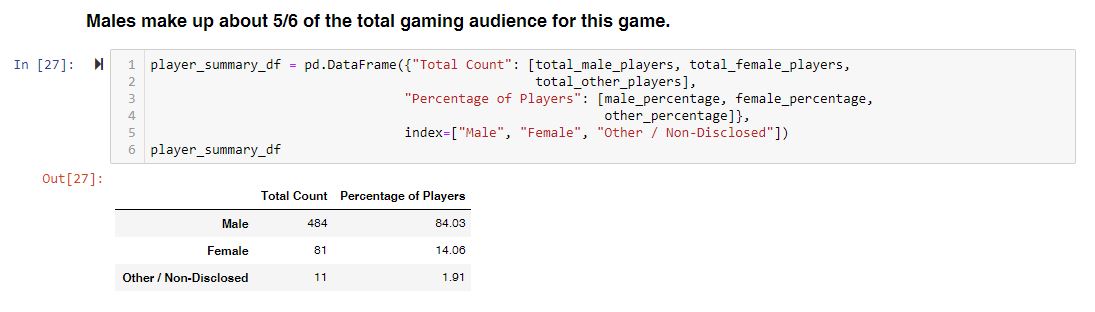 Males make up about 5/6 of the total gaming audience for this game.
In [27]:
1 player_summary_df = pd.DataFrame({"Total Count": [total_male_players, total_female_players,
2 total_other_players],
3 "Percentage of Players": [male_percentage, female_percentage,
4 other_percentage]},
5 index=["Male", "Female", "Other / Non-Disclosed"])
6 player_summary_df
Out[27]:
Total Count Percentage of Players
Male 484 84.03
Female 81 14.06
Other / Non-Disclosed 11 1.91